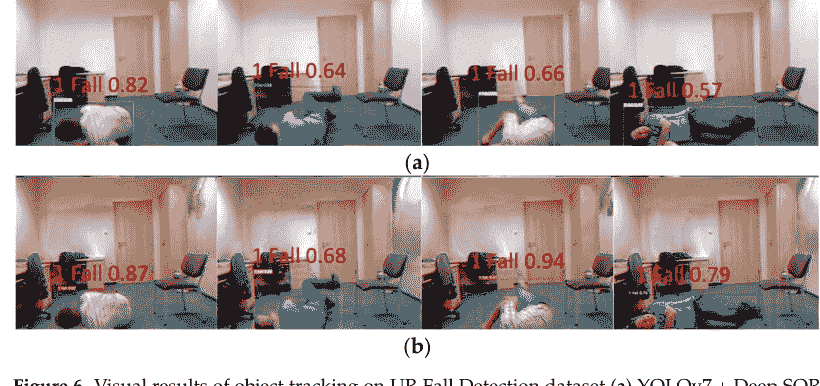 1 Fall 0.82
1 Fall 0.64
1 Fall 0.66
1 Fall 0.57
(a)
1 Fall 0.87
1 Fall 0.68
1 Fall 0.94
1 Fall 0.79
(b)
Figure 6. Visual results of object tracking on UR Fall Detection dataset (a) YOLOv7 + Deep SOR